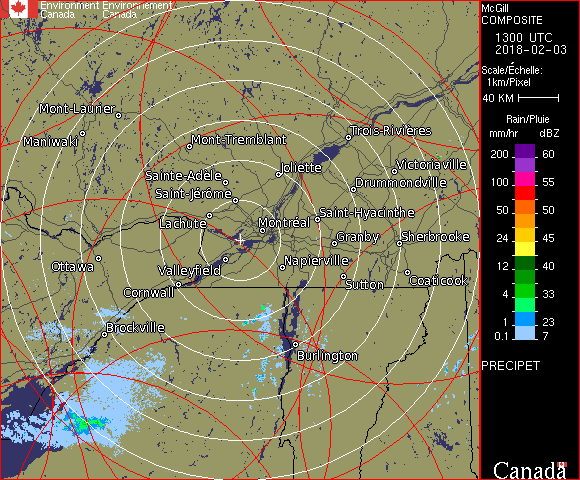 Environment Environnement
Canada Canada
McGill
COMPOSITE
1300 UTC
2018-02-03
Scale/Échelle:
1km/Pixel
40 KM
Rain/Pluie
mm/hr dBZ
200 60
150 55
100 55
50 50
24 45
12 40
4 33
1 23
0.1 7
PRECIPET
Mont-Laurier
Maniwaki
Mont-Tremblant
Trois-Rivières
Joliette
Victoriaville
Sainte-Adèle
Drummondville
Saint-Jérôme
Saint-Hyacinthe
Lachute
Montréal
Granby
Sherbrooke
Ottawa
Valleyfield
Napierville
Sutton
Coaticook
Cornwall
Brockville
Burlington
Canada